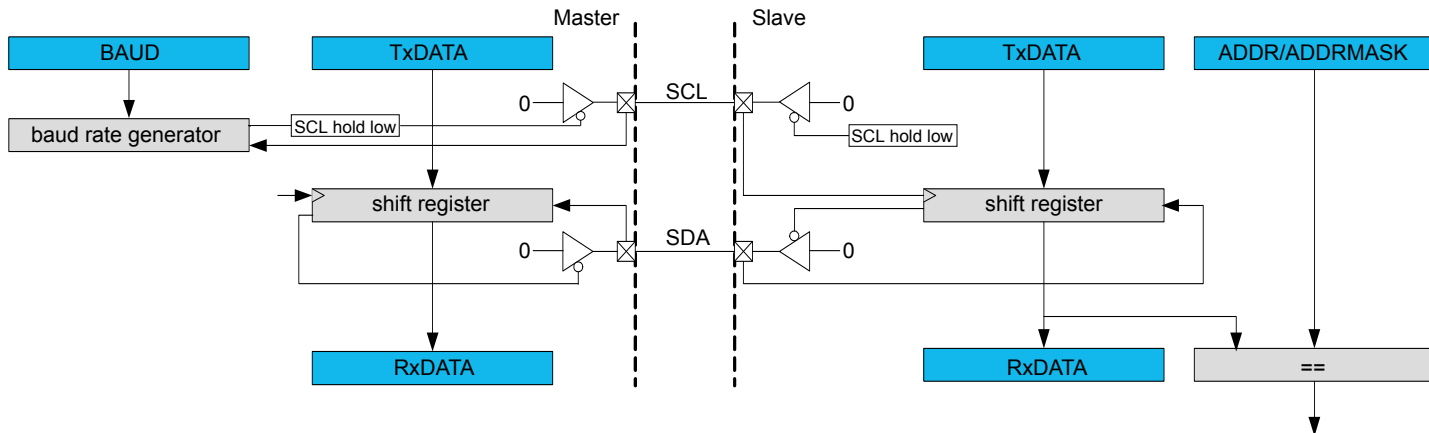 Master Slave
BAUD TxDATA TxDATA ADDR/ADDRMASK
0 SCL 0
baud rate generator SCL hold low SCL hold low
shift register shift register
0 SDA 0
RxDATA RxDATA ==